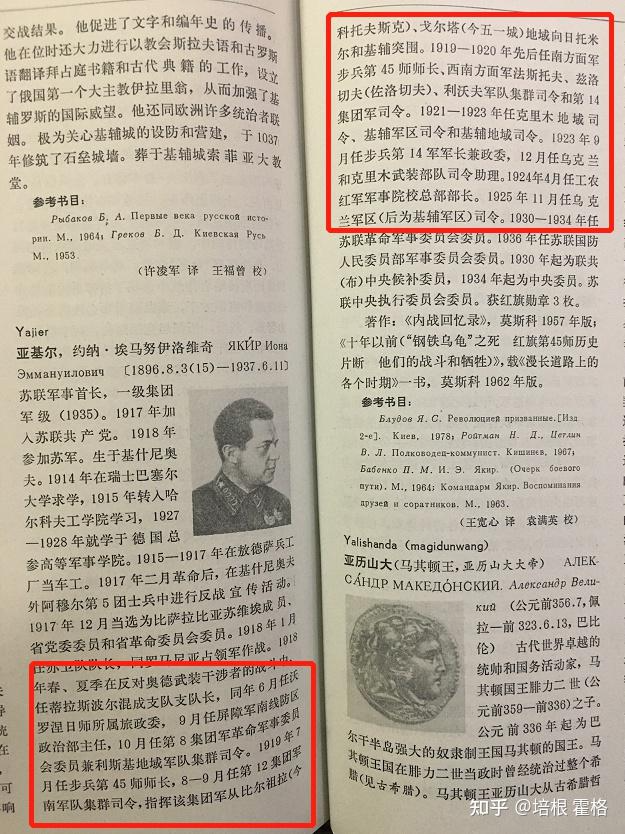 交战结果。他促进了文字和编年史的传播。
他在位时还大力进行以教会斯拉夫语和古罗斯
语翻译拜占庭书籍和古代典籍的工作，设立
了俄国第一个大主教伊拉里翁，从而加强了基
辅罗斯的国际威望。他还同欧洲许多统治者联
姻。极为关心基辅城的设防和营建，于1037
年修筑了石垒城墙。葬于基辅城索菲亚大教
堂。
参考书目：
Рыбаков Б. А. Первые века русской исто-
рии. М., 1964; Греков Б. Д. Киевская Русь
М., 1953.
（许凌军 译 王福曾 校）
Yajier
亚基尔，约纳·埃马努伊洛维奇 ЯКИР Иона
Эммануилович [1896.8.3(15)—1937.6.11]
苏联军事首长，一级集团
军级（1935）。1917年加
入苏联共产党。1918年
参加苏军。生于基什尼奥
夫。1914年在瑞士巴塞尔
大学求学，1915年转入哈
尔科夫工学院学习，1927
—1928年就学于德国总
参高等军事学院。1915—1917年在敖德萨兵工
厂当车工。1917年二月革命后，在基什尼奥夫
外阿穆尔第5团士兵中进行反战宣传活动。
1917年12月当选为比萨拉比亚苏维埃成员、
省党委委员和省革命委员会委员。1918年1月
任苏卫队队长，同罗马尼亚占领军作战。1918
年春、夏季在反对奥德武装干涉者的战斗中，
任蒂拉斯波尔混成支队支队长，同年6月任沃
罗涅日师所属旅政委，9月任屏障军南线防区
政治部主任，10月任第8集团军革命军事委员
会委员兼利斯基地域军队集群司令。1919年7
月任步兵第45师师长，8—9月任第12集团军
南军队集群司令，指挥该集团军从比尔祖拉（今
科托夫斯克）、戈尔塔（今五一城）地域向日托米
尔和基辅突围。1919—1920年先后任南方面军
步兵第45师师长、西南方面军法斯托夫、兹洛
切夫（佐洛切夫）、利沃夫军队集群司令和第14
集团军司令。1921—1923年任克里木地域司
令、基辅军区司令和基辅地域司令。1923年9
月任步兵第14军军长兼政委，12月任乌克兰
和克里木武装部队司令助理。1924年4月任工农
红军军事院校总部部长。1925年11月任乌克
兰军区（后为基辅军区）司令。1930—1934年任
苏联革命军事委员会委员。1936年任苏联国防
人民委员部军事委员会委员。1930年起为联共
（布）中央候补委员，1934年起为中央委员。苏
联中央执行委员会委员。获红旗勋章3枚。
著作：《内战回忆录》，莫斯科1957年版；
《十年以前（“钢铁乌龟”之死 红旗第45师历史
片断 他们的战斗和牺牲）》，载《漫长道路上的
各个时期》一书，莫斯科1962年版。
参考书目：
Блудов Я. С. Революцией призванные. [Изд
2-е]. Киев, 1978; Ройтман Н. Д., Цетлин
В. Л. Полководец-коммунист. Кишинев, 1967;
Бабенко П. М. И. Э. Якир. (Очерк боевого
пути). М., 1964; Командарм Якир. Воспоминания
друзей и соратников. М., 1963.
（王宽心 译 袁满英 校）
Yalishanda (magidunwang)
亚历山大（马其顿王，亚历山大大帝） АЛЕК-
СА́НДР МАКЕДО́НСКИЙ. Александр Вели-
кий （公元前356.7，佩
拉—前323.6.13，巴比
伦） 古代世界卓越的
统帅和国务活动家，马
其顿国王腓力二世（公
元前359—前336）之子。
公元前336年起为巴
尔干半岛强大的奴隶制王国马其顿的国王。马
其顿王国在腓力二世当政时曾经统治过整个希
腊（见古希腊）。马其顿王亚历山大从古希腊哲
知乎 @培根 霍格